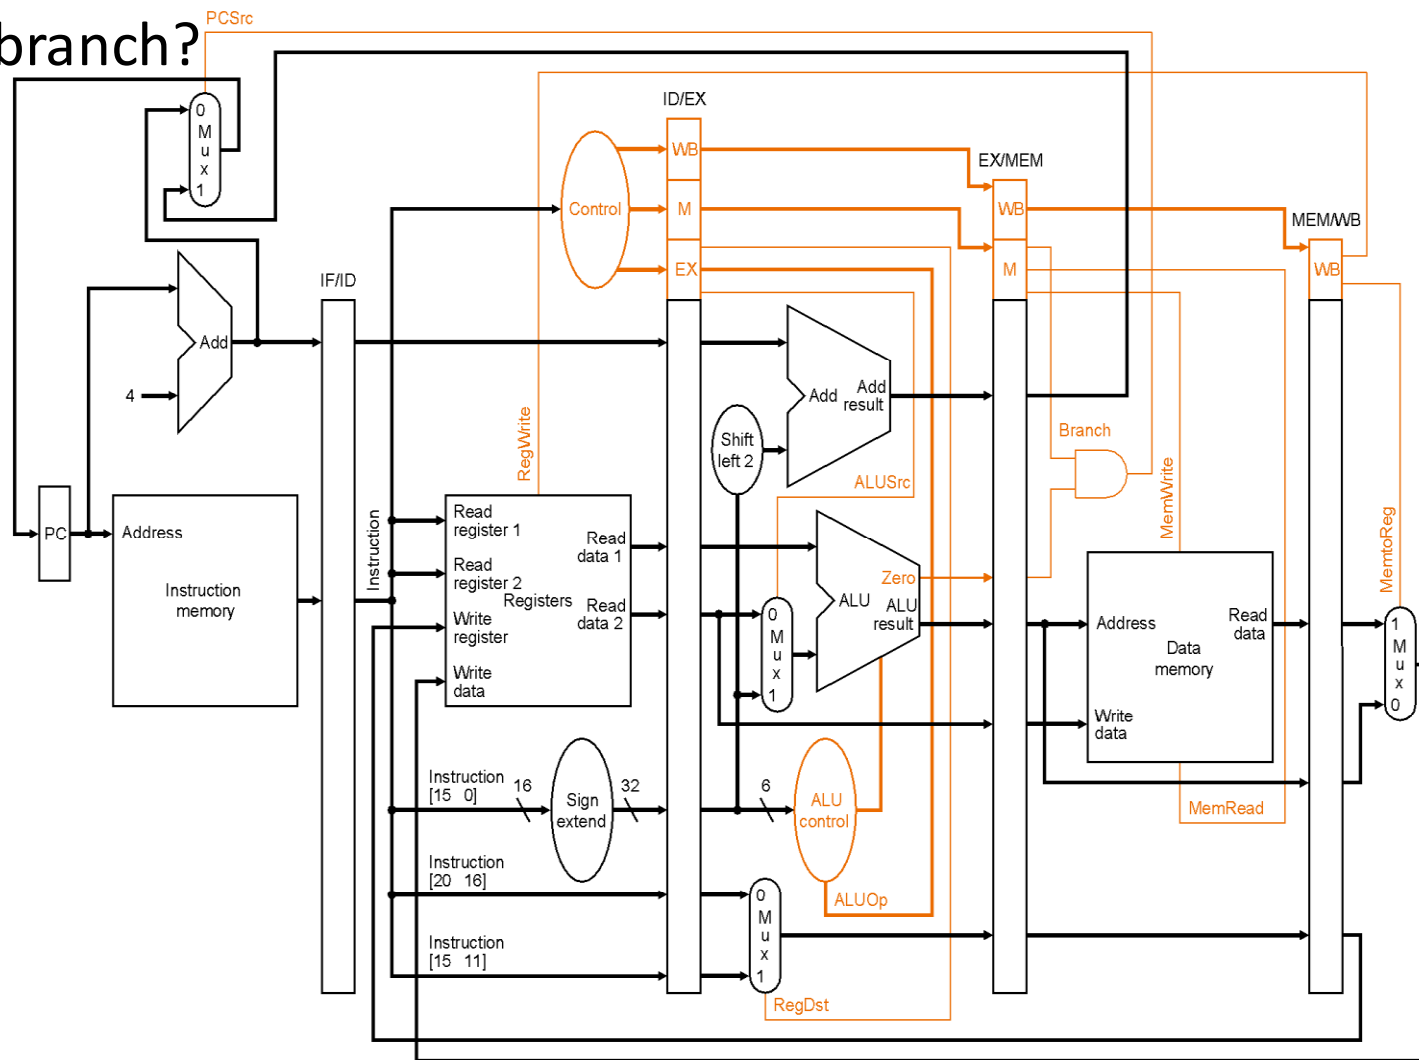 branch?
PCSrc
0
M
u
x
1
ID/EX
WB
Control
M
EX
EX/MEM
WB
M
MEM/WB
WB
IF/ID
Add
4
Add
Add
result
Shift
left 2
RegWrite
ALUSrc
Branch
MemWrite
MemtoReg
PC
Address
Instruction
memory
Instruction
Read
register 1
Read
register 2
Registers
Write
register
Write
data
Read
data 1
Read
data 2
0
M
u
x
1
Zero
ALU
ALU
result
Address
Read
data
Data
memory
Write
data
1
M
u
x
0
Instruction
[15 0]
16
Sign
extend
32
6
ALU
control
MemRead
Instruction
[20 16]
ALUOp
0
M
u
x
1
Instruction
[15 11]
RegDst